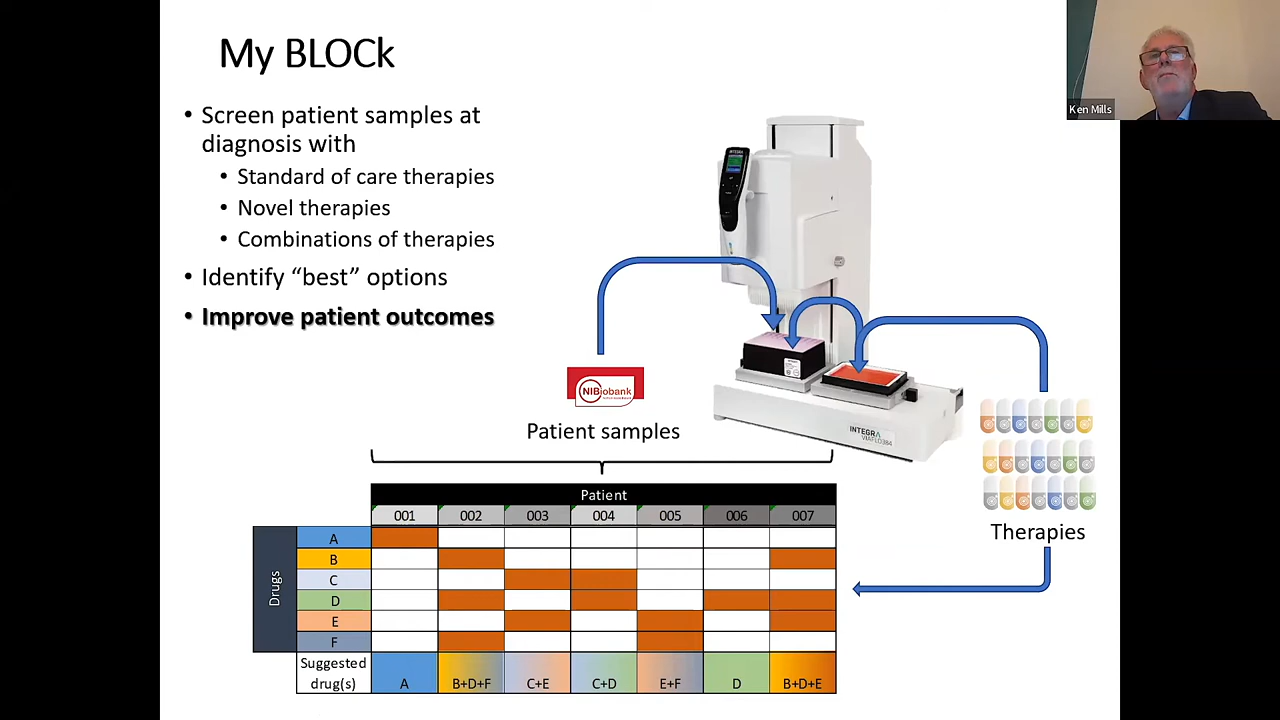 My BLOCk
Ken Mills
• Screen patient samples at
diagnosis with
• Standard of care therapies
• Novel therapies
• Combinations of therapies
• Identify “best” options
• Improve patient outcomes
INTEGRA
NIBiobank
Patient samples
INTEGRA
VIAFLO384
Therapies
Patient
001 002 003 004 005 006 007
Drugs
A
B
C
D
E
F
Suggested
drug(s)
A B+D+F C+E C+D E+F D B+D+E